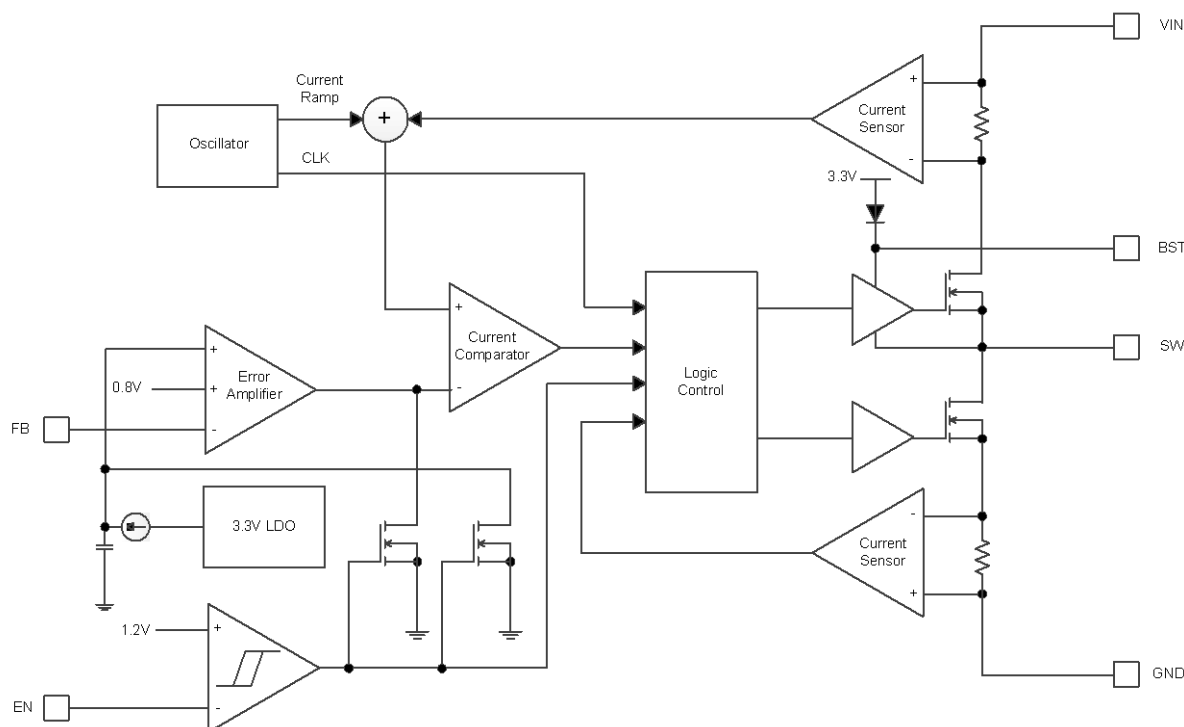 VIN
Current
Ramp
+
+
Current
Sensor
-
Oscillator
CLK
3.3V
BST
+
Current
Comparator
-
SW
Logic
Control
+
Error
Amplifier
0.8V
+
FB
-
3.3V LDO
-
Current
Sensor
+
1.2V
+
GND
EN
-